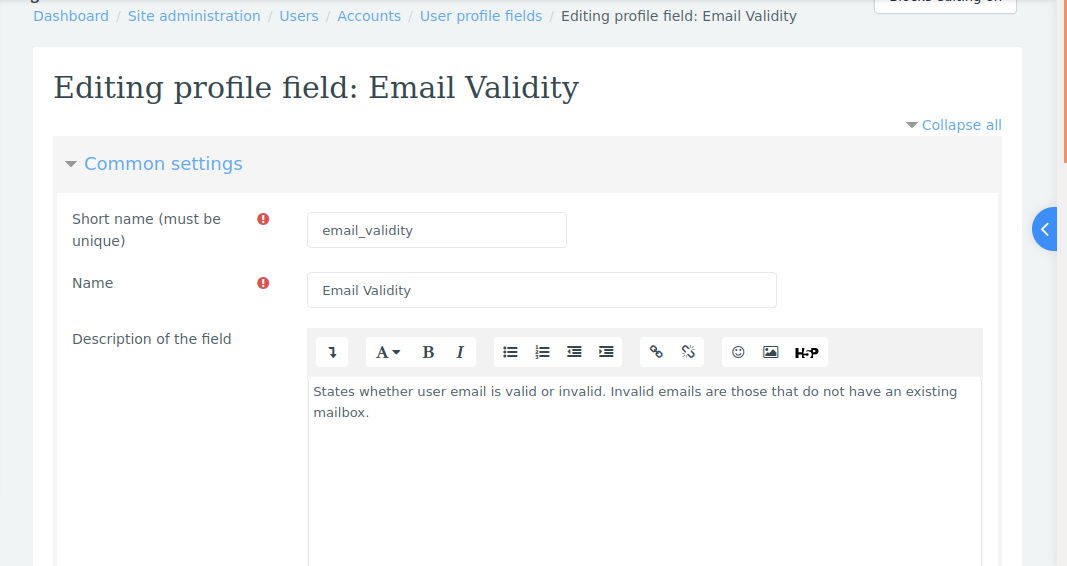 Dashboard / Site administration / Users / Accounts / User profile fields / Editing profile field: Email Validity
Editing profile field: Email Validity
Collapse all
Common settings
Short name (must be
unique)
email_validity
Name
Email Validity
Description of the field
A B I H-P
States whether user email is valid or invalid. Invalid emails are those that do not have an existing
mailbox.